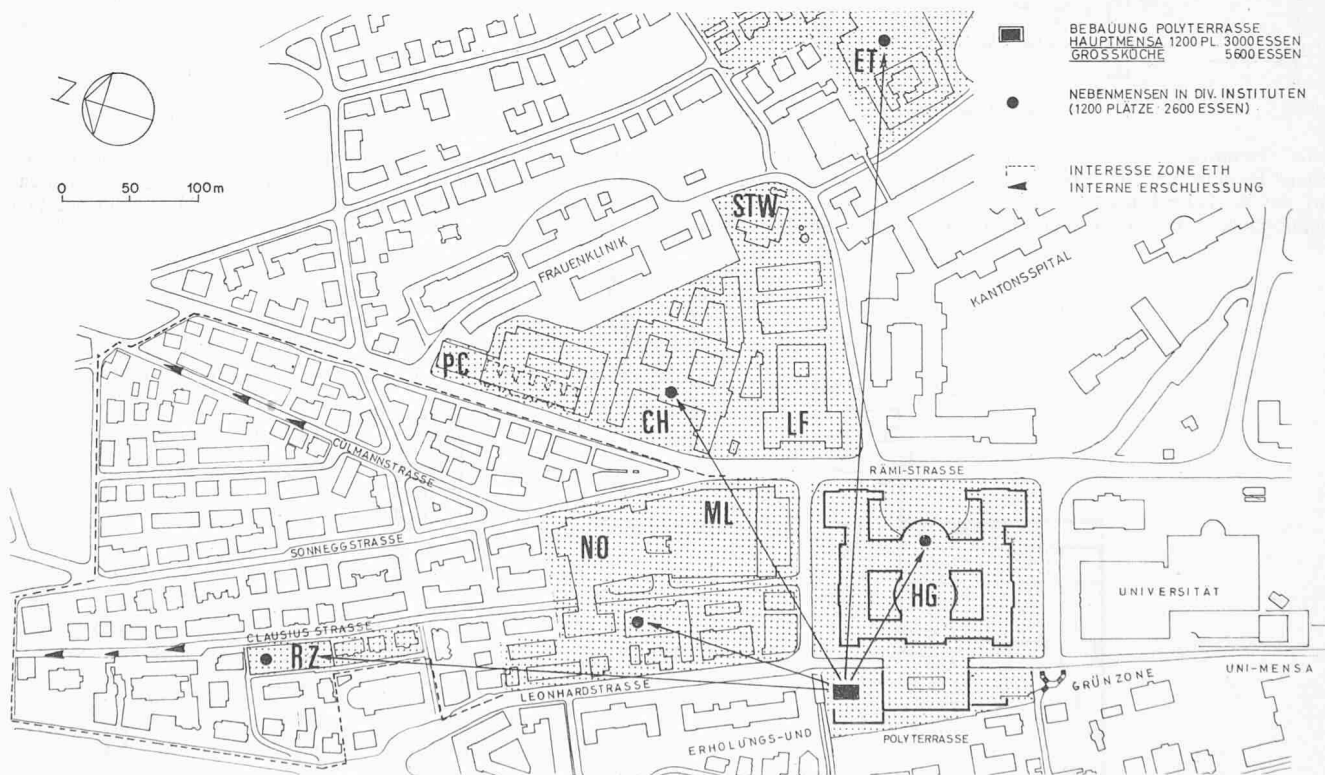 BEBAUUNG POLYTERRASSE
HAUPTMENSA 1200 PL. 3000 ESSEN
GROSSKÜCHE 5600 ESSEN
NEBENMENSEN IN DIV. INSTITUTEN
(1200 PLÄTZE 2600 ESSEN)
INTERESSE ZONE ETH
INTERNE ERSCHLIESSUNG
N
0 50 100 m
ET
STW
FRAUENKLINIK
KANTONSSPITAL
PC
CH
LF
CULMANNSTRASSE
RÄMI-STRASSE
ML
NO
SONNEGGSTRASSE
HG
UNIVERSITÄT
CLAUSIUS STRASSE
RZ
LEONHARDSTRASSE
UNI-MENSA
GRÜNZONE
ERHOLUNGS-UND
POLYTERRASSE